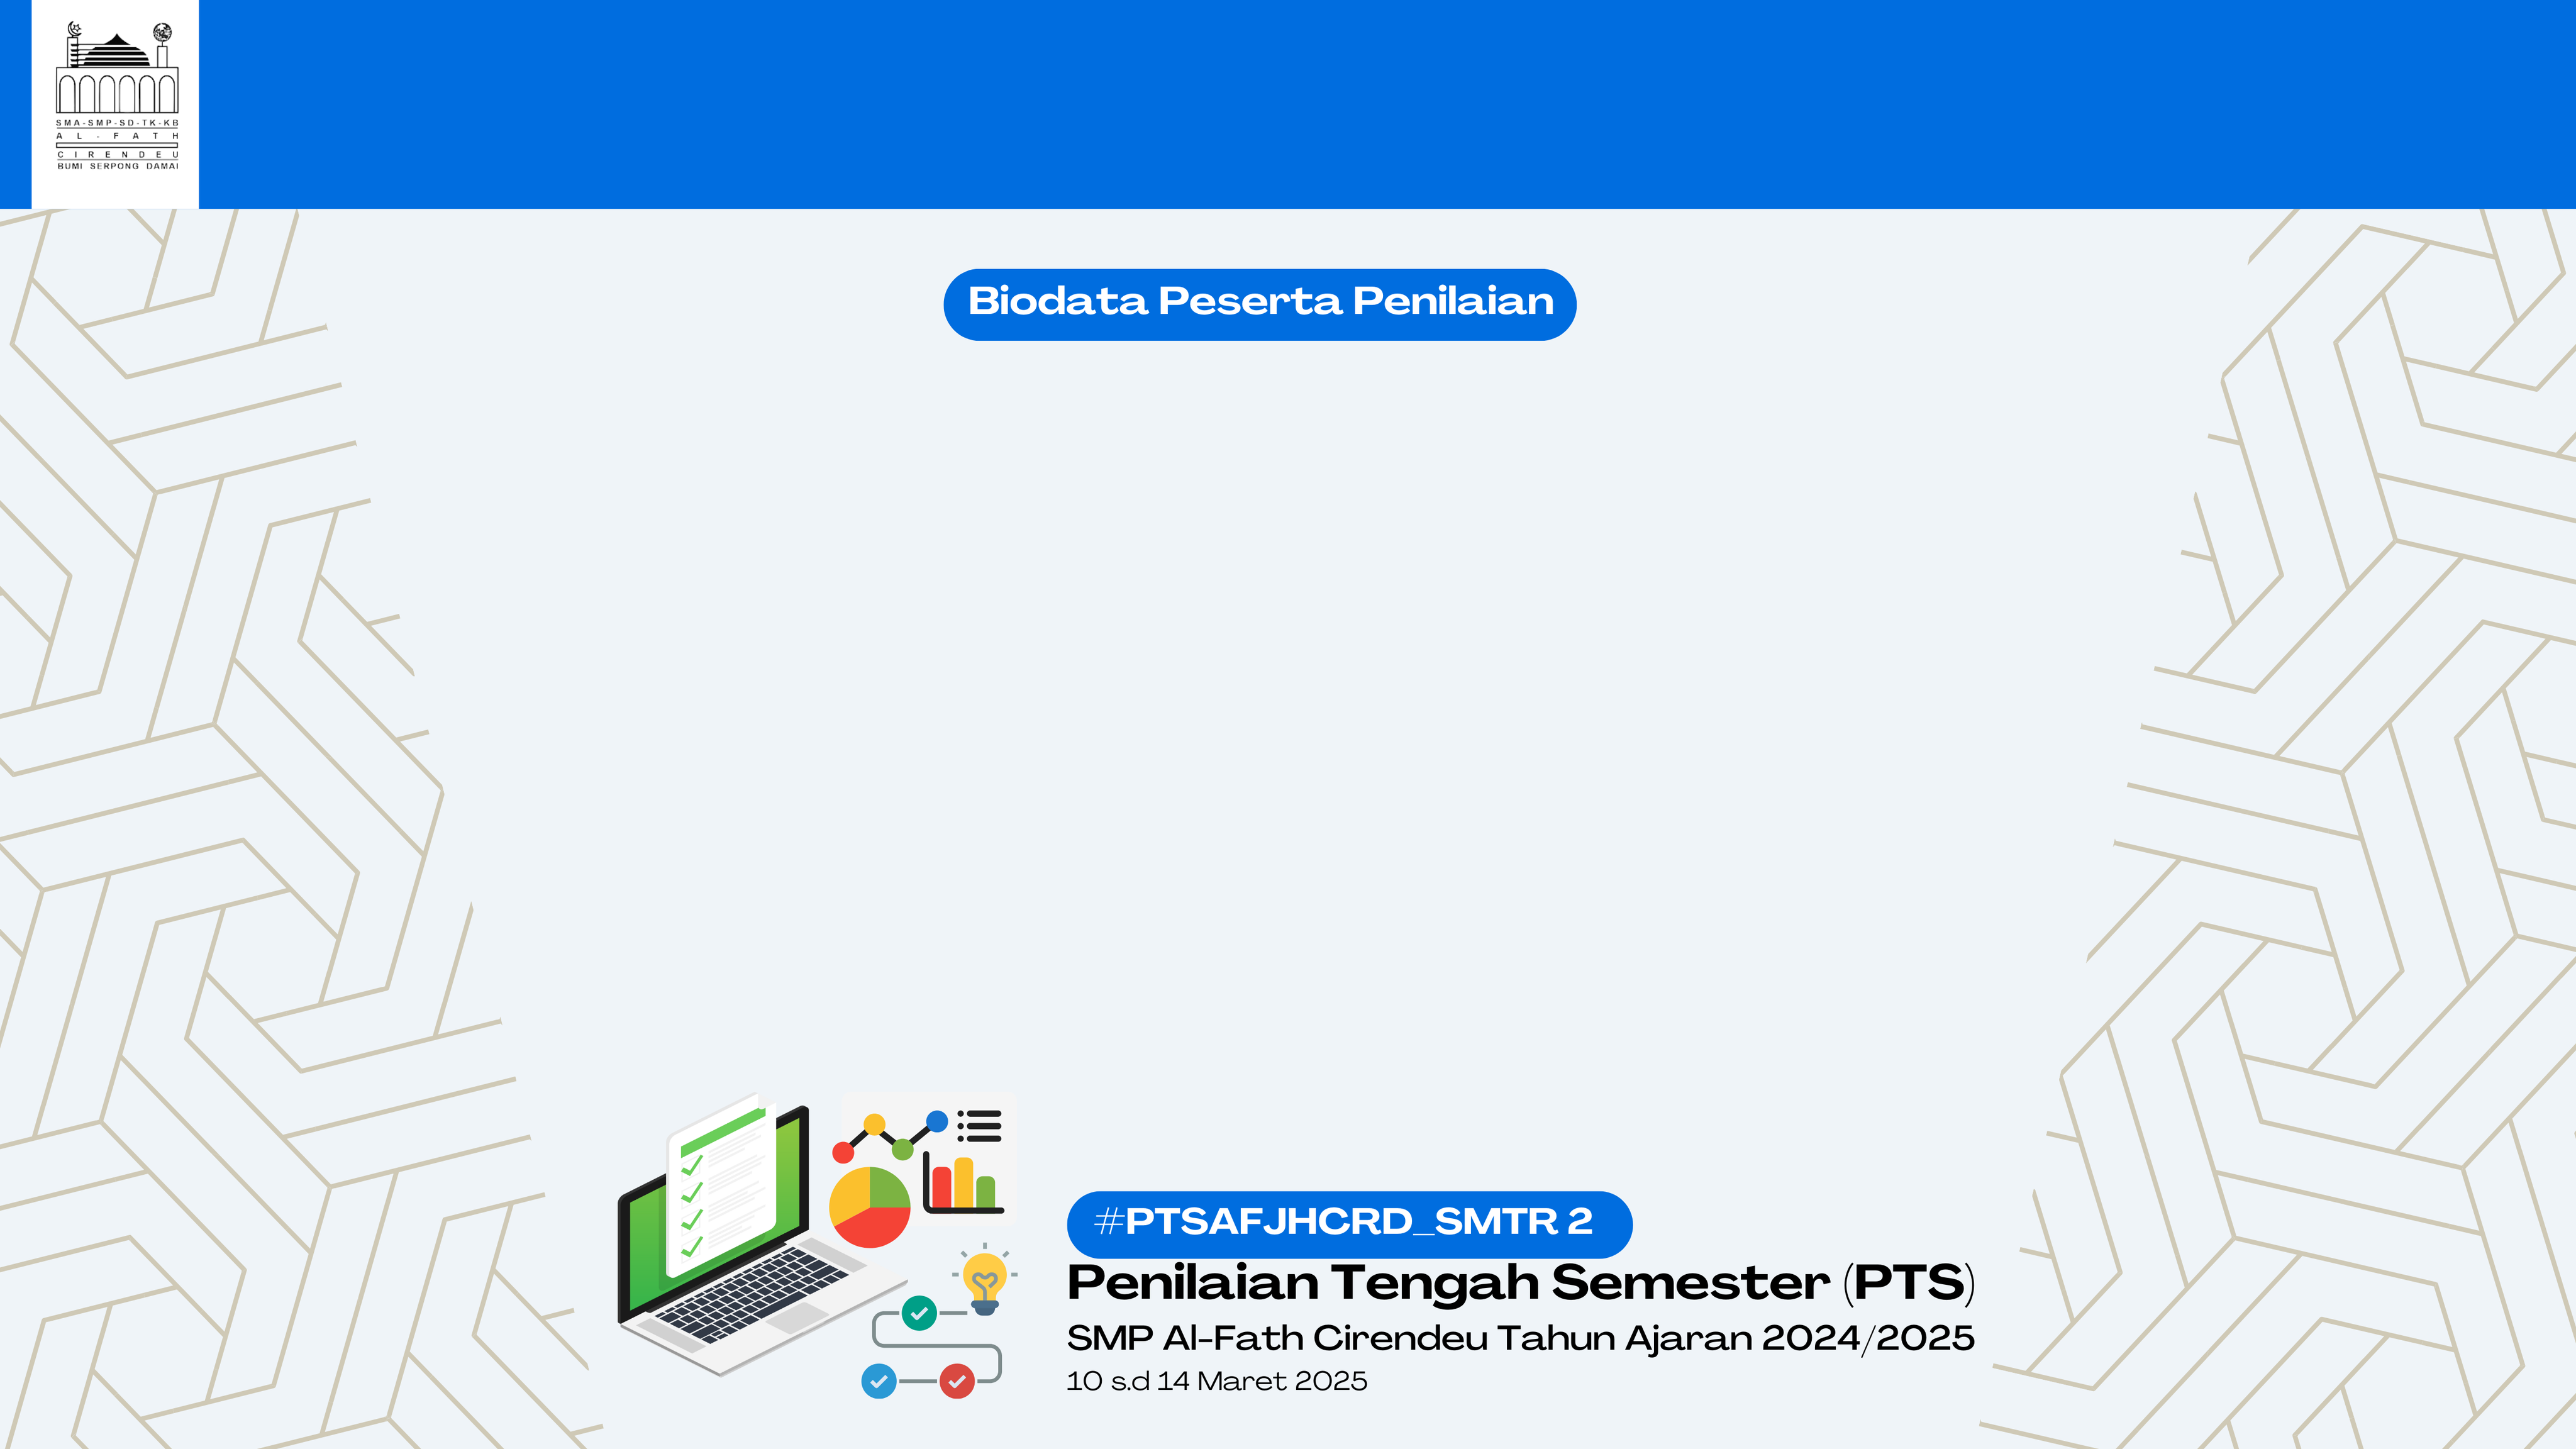 SMA-SMP-SD-TK-KB
AL-FATH
CIRENDEU
BUMI SERPONG DAMAI
Biodata Peserta Penilaian
#PTSAFJHCRD_SMTR 2
Penilaian Tengah Semester (PTS)
SMP Al-Fath Cirendeu Tahun Ajaran 2024/2025
10 s.d 14 Maret 2025